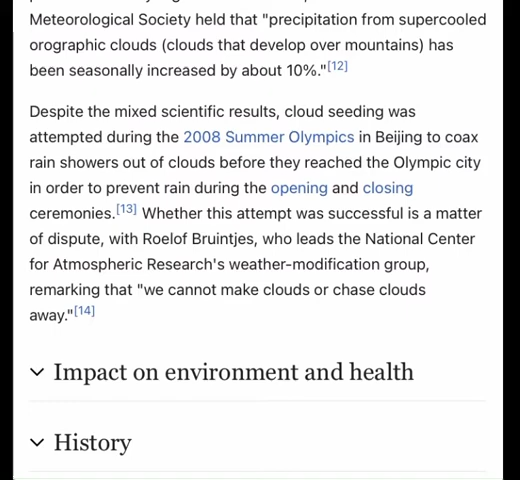 Meteorological Society held that "precipitation from supercooled
orographic clouds (clouds that develop over mountains) has
been seasonally increased by about 10%."[12]
Despite the mixed scientific results, cloud seeding was
attempted during the 2008 Summer Olympics in Beijing to coax
rain showers out of clouds before they reached the Olympic city
in order to prevent rain during the opening and closing
ceremonies.[13] Whether this attempt was successful is a matter
of dispute, with Roelof Bruintjes, who leads the National Center
for Atmospheric Research's weather-modification group,
remarking that "we cannot make clouds or chase clouds
away."[14]
Impact on environment and health
History